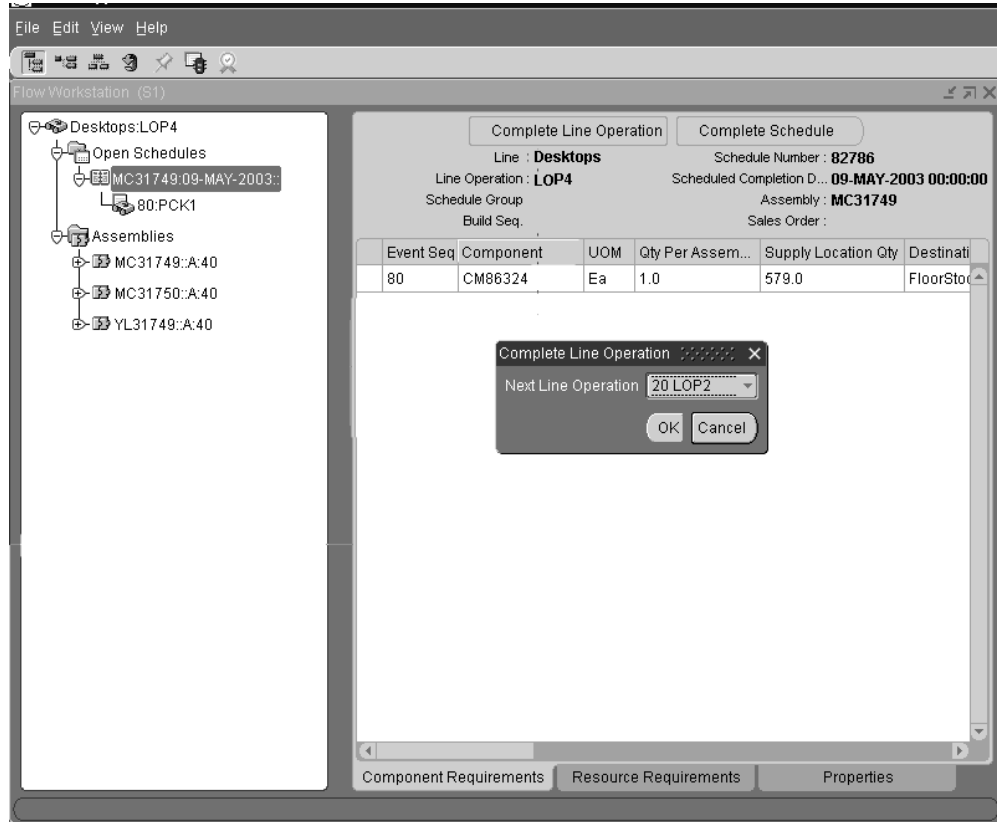 File Edit View Help
Flow Workstation (S1)
Desktops:LOP4
Open Schedules
MC31749:09-MAY-2003::
80:PCK1
Assemblies
MC31749::A:40
MC31750::A:40
YL31749::A:40
Complete Line Operation Complete Schedule
Line : Desktops Schedule Number : 82786
Line Operation : LOP4 Scheduled Completion D... 09-MAY-2003 00:00:00
Schedule Group Assembly : MC31749
Build Seq. Sales Order :
Event Seq Component UOM Qty Per Assem... Supply Location Qty Destinati
80 CM86324 Ea 1.0 579.0 FloorStoc
Complete Line Operation
Next Line Operation 20 LOP2
OK Cancel
Component Requirements Resource Requirements Properties